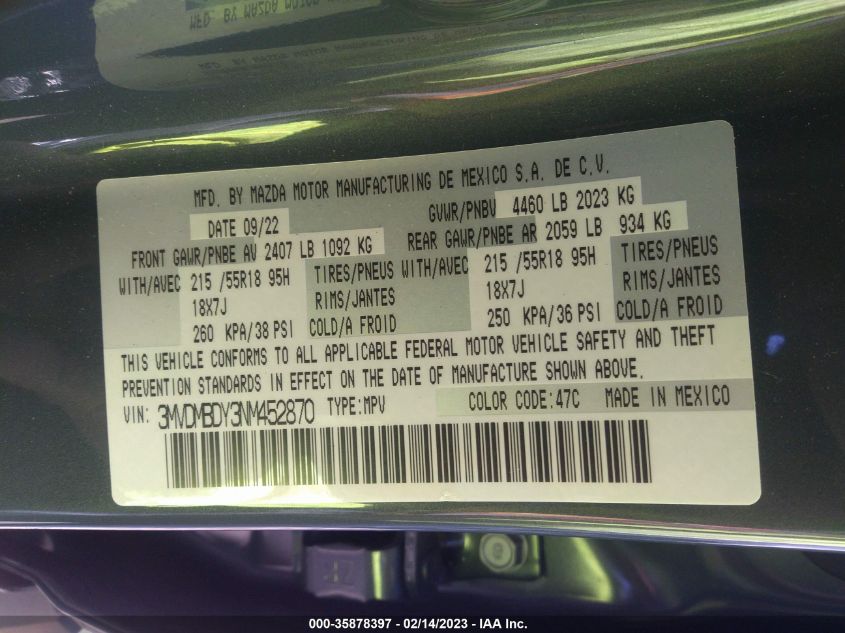 MFD. BY MAZDA MOTOR MANUFACTURING DE MEXICO S.A. DE C.V.
DATE 09/22 GVWR/PNBV 4460 LB 2023 KG
FRONT GAWR/PNBE AV 2407 LB 1092 KG REAR GAWR/PNBE AR 2059 LB 934 KG
WITH/AVEC 215 /55R18 95H TIRES/PNEUS WITH/AVEC 215 /55R18 95H TIRES/PNEUS
18X7J RIMS/JANTES 18X7J RIMS/JANTES
260 KPA/38 PSI COLD/A FROID 250 KPA/36 PSI COLD/A FROID
THIS VEHICLE CONFORMS TO ALL APPLICABLE FEDERAL MOTOR VEHICLE SAFETY AND THEFT
PREVENTION STANDARDS IN EFFECT ON THE DATE OF MANUFACTURE SHOWN ABOVE.
VIN: 3MVDMBDY3NM452870 TYPE:MPV COLOR CODE:47C MADE IN MEXICO
000-35878397 - 02/14/2023 - IAA Inc.